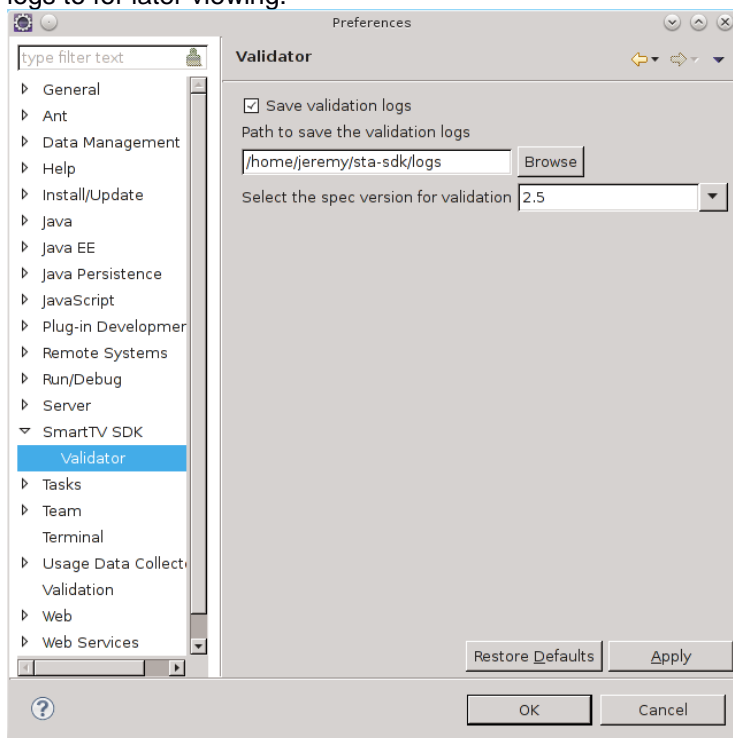 logs to for later viewing.
Preferences
type filter text
Validator
General
Ant
Data Management
Help
Install/Update
Java
Java EE
Java Persistence
JavaScript
Plug-in Developmer
Remote Systems
Run/Debug
Server
SmartTV SDK
Validator
Tasks
Team
Terminal
Usage Data Collect
Validation
Web
Web Services
Save validation logs
Path to save the validation logs
/home/jeremy/sta-sdk/logs Browse
Select the spec version for validation 2.5
Restore Defaults Apply
? OK Cancel